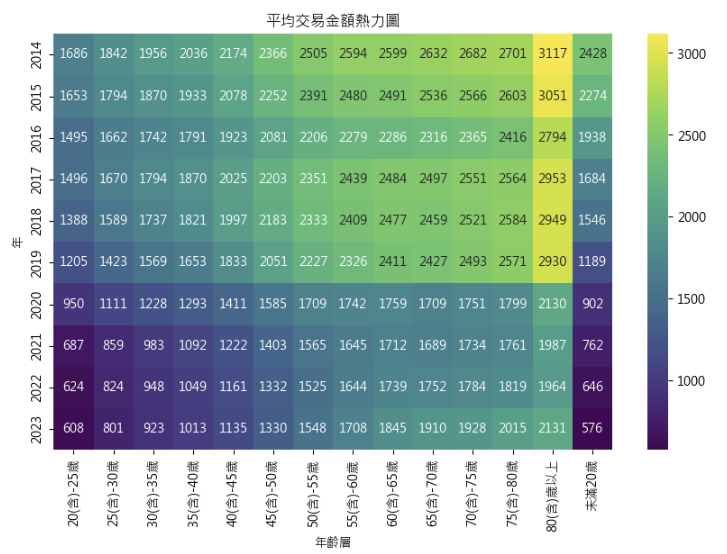 平均交易金額熱力圖
2014 1686 1842 1956 2036 2174 2366 2505 2594 2599 2632 2682 2701 3117 2428
2015 1653 1794 1870 1933 2078 2252 2391 2480 2491 2536 2566 2603 3051 2274
2016 1495 1662 1742 1791 1923 2081 2206 2279 2286 2316 2365 2416 2794 1938
2017 1496 1670 1794 1870 2025 2203 2351 2439 2484 2497 2551 2564 2953 1684
2018 1388 1589 1737 1821 1997 2183 2333 2409 2477 2459 2521 2584 2949 1546
2019 1205 1423 1569 1653 1833 2051 2227 2326 2411 2427 2493 2571 2930 1189
2020 950 1111 1228 1293 1411 1585 1709 1742 1759 1709 1751 1799 2130 902
2021 687 859 983 1092 1222 1403 1565 1645 1712 1689 1734 1761 1987 762
2022 624 824 948 1049 1161 1332 1525 1644 1739 1752 1784 1819 1964 646
2023 608 801 923 1013 1135 1330 1548 1708 1845 1910 1928 2015 2131 576
年
20(含)-25歲
25(含)-30歲
30(含)-35歲
35(含)-40歲
40(含)-45歲
45(含)-50歲
50(含)-55歲
55(含)-60歲
60(含)-65歲
65(含)-70歲
70(含)-75歲
75(含)-80歲
80(含)歲以上
未滿20歲
年齡層
3000
2500
2000
1500
1000